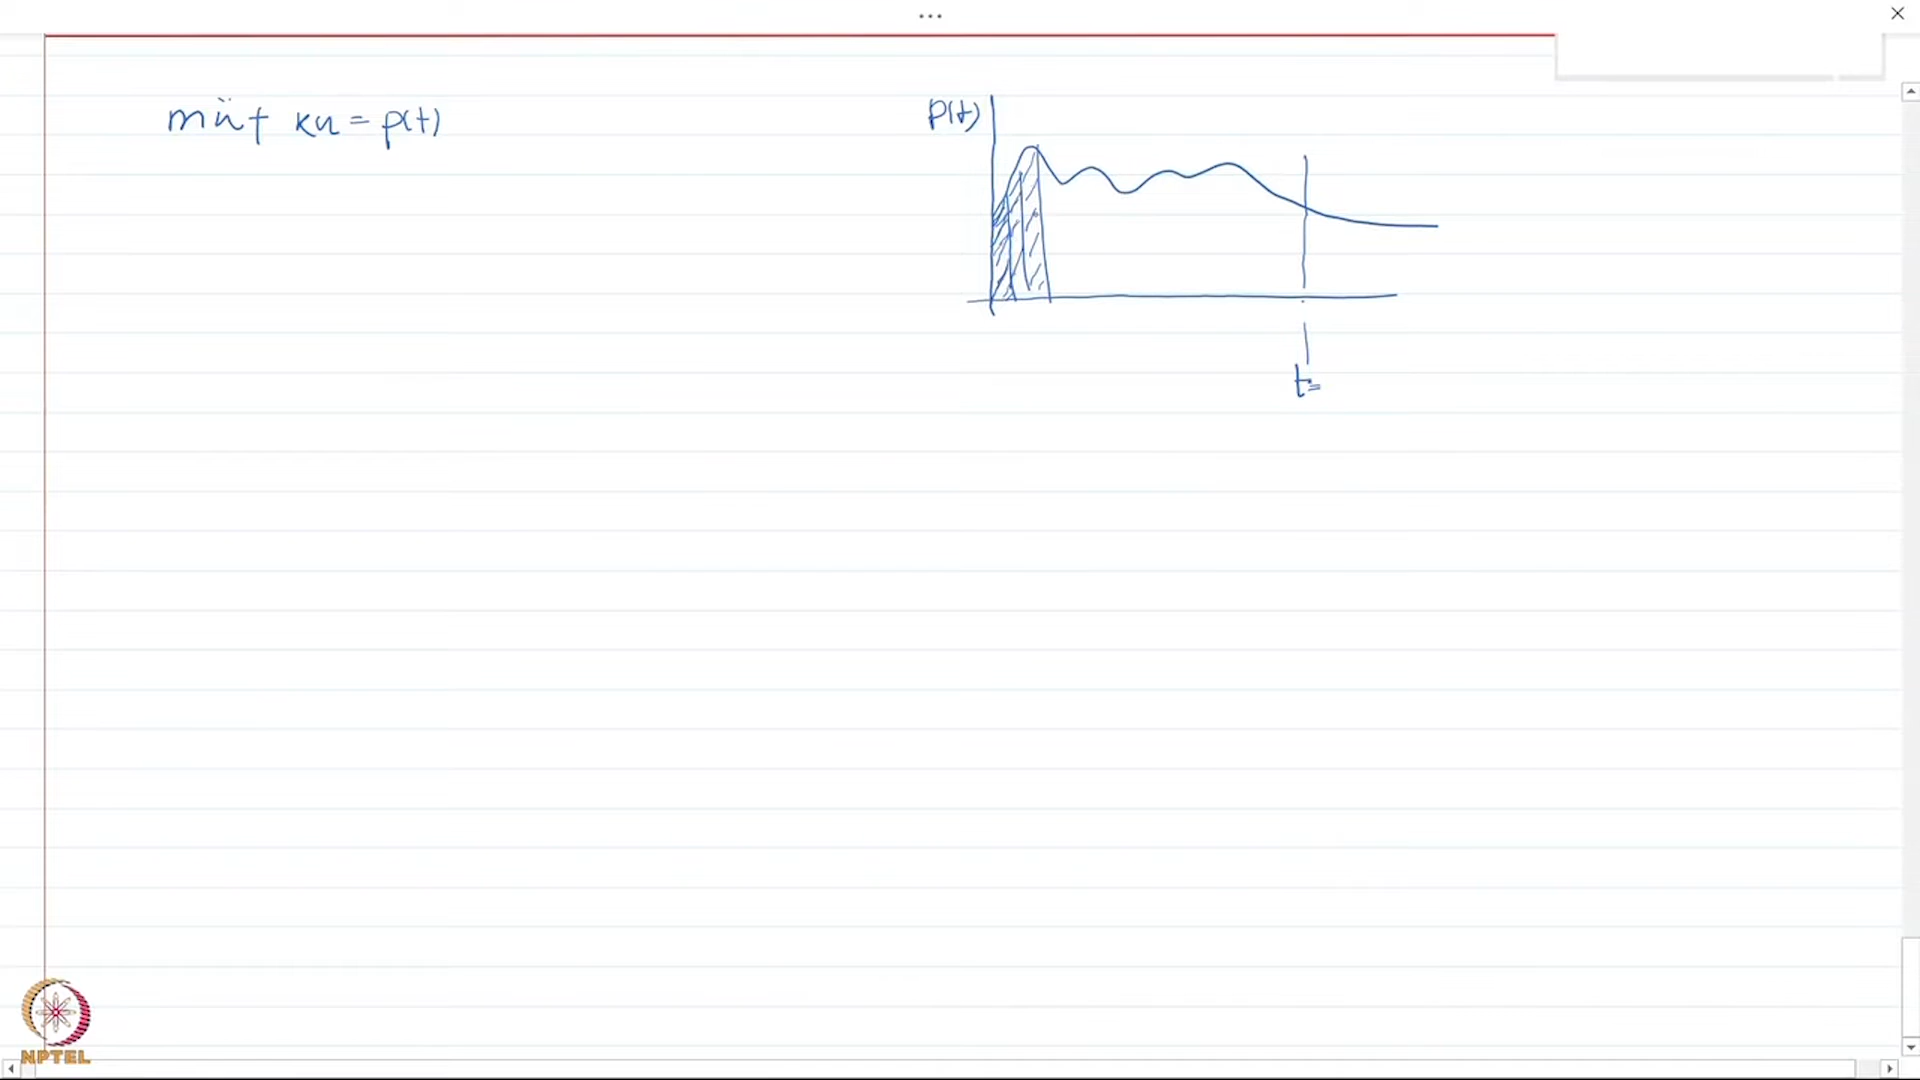 mü + ku = p(t)
p(t)
t=
NPTEL